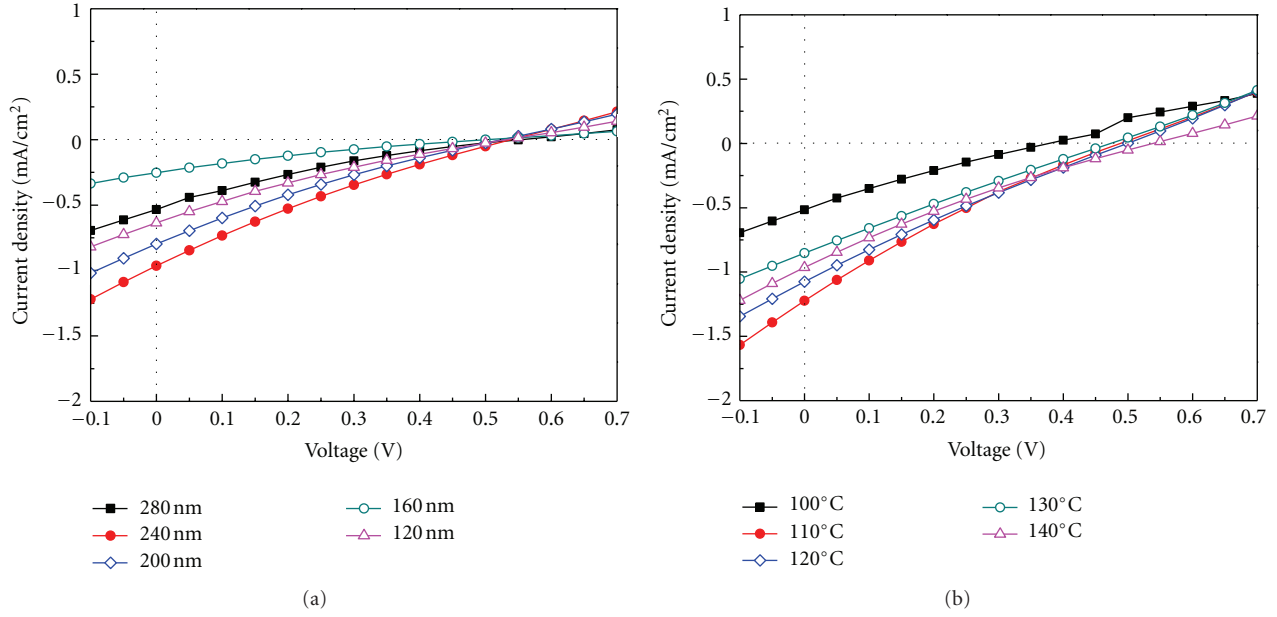 1
0.5
0
−0.5
−1
−1.5
−2
Current density (mA/cm2)
−0.1 0 0.1 0.2 0.3 0.4 0.5 0.6 0.7
Voltage (V)
280 nm
240 nm
200 nm
160 nm
120 nm
(a)
1
0.5
0
−0.5
−1
−1.5
−2
Current density (mA/cm2)
−0.1 0 0.1 0.2 0.3 0.4 0.5 0.6 0.7
Voltage (V)
100°C
110°C
120°C
130°C
140°C
(b)